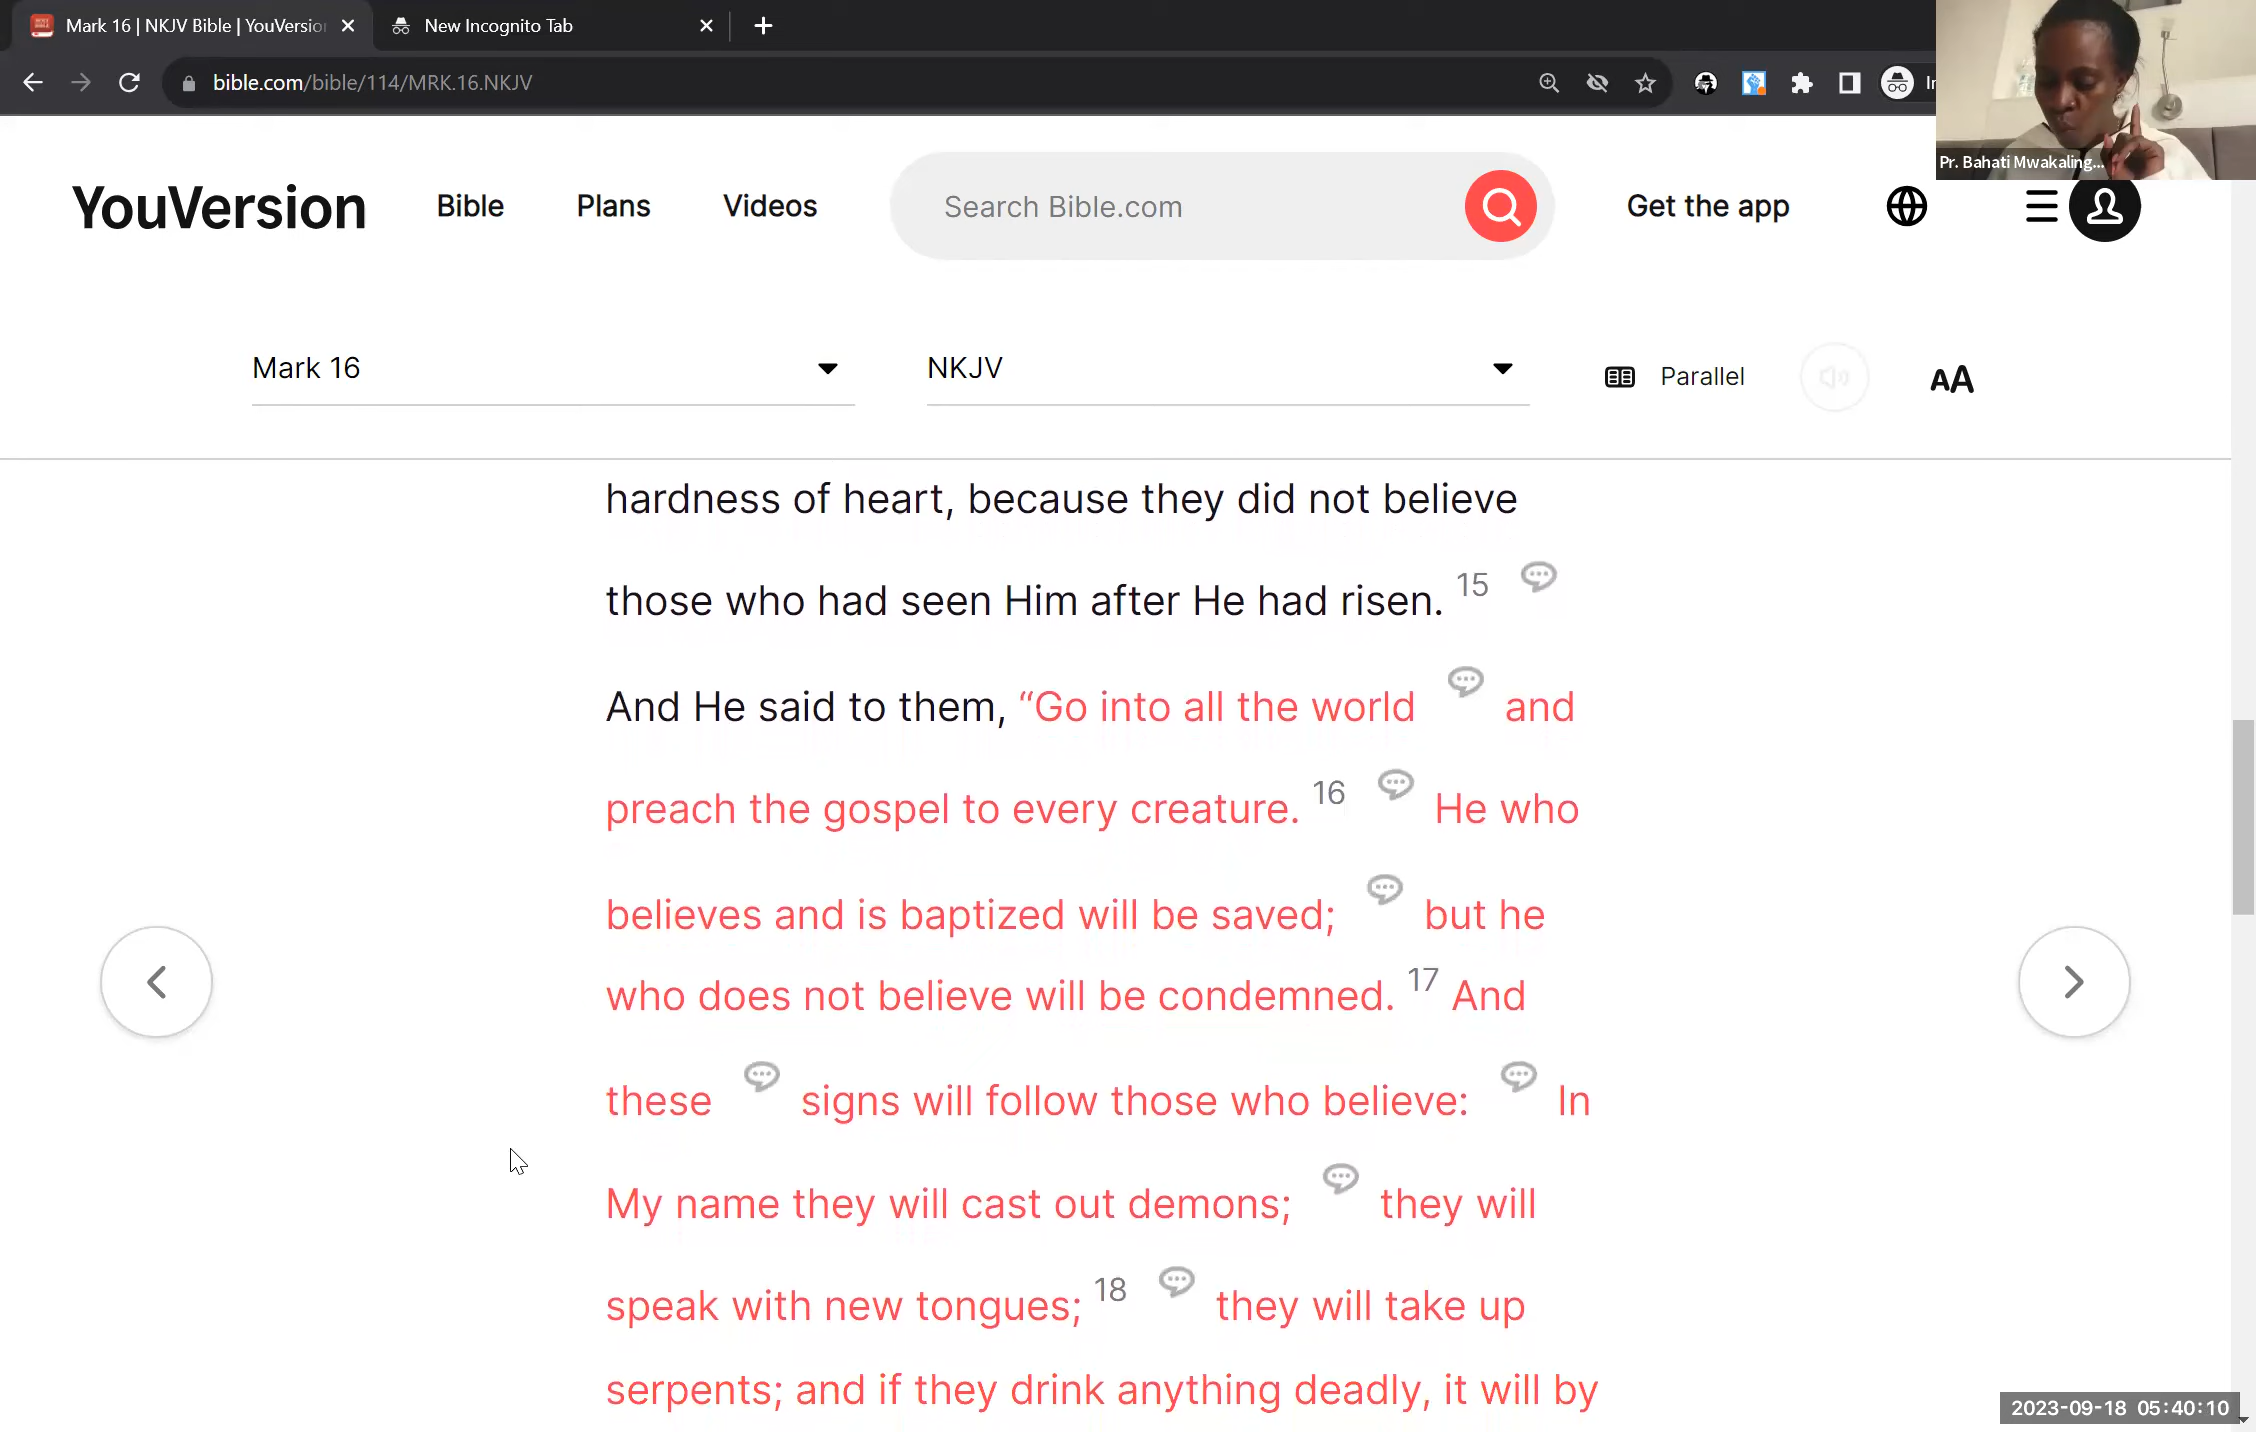 Mark 16 | NKJV Bible | YouVersio
New Incognito Tab
bible.com/bible/114/MRK.16.NKJV
Pr. Bahati Mwakaling...
YouVersion Bible Plans Videos Search Bible.com Get the app
Mark 16 NKJV Parallel AA
hardness of heart, because they did not believe
those who had seen Him after He had risen. 15
And He said to them, “Go into all the world and
preach the gospel to every creature. 16 He who
believes and is baptized will be saved; but he
who does not believe will be condemned. 17 And
these signs will follow those who believe: In
My name they will cast out demons; they will
speak with new tongues; 18 they will take up
serpents; and if they drink anything deadly, it will by
2023-09-18 05:40:10